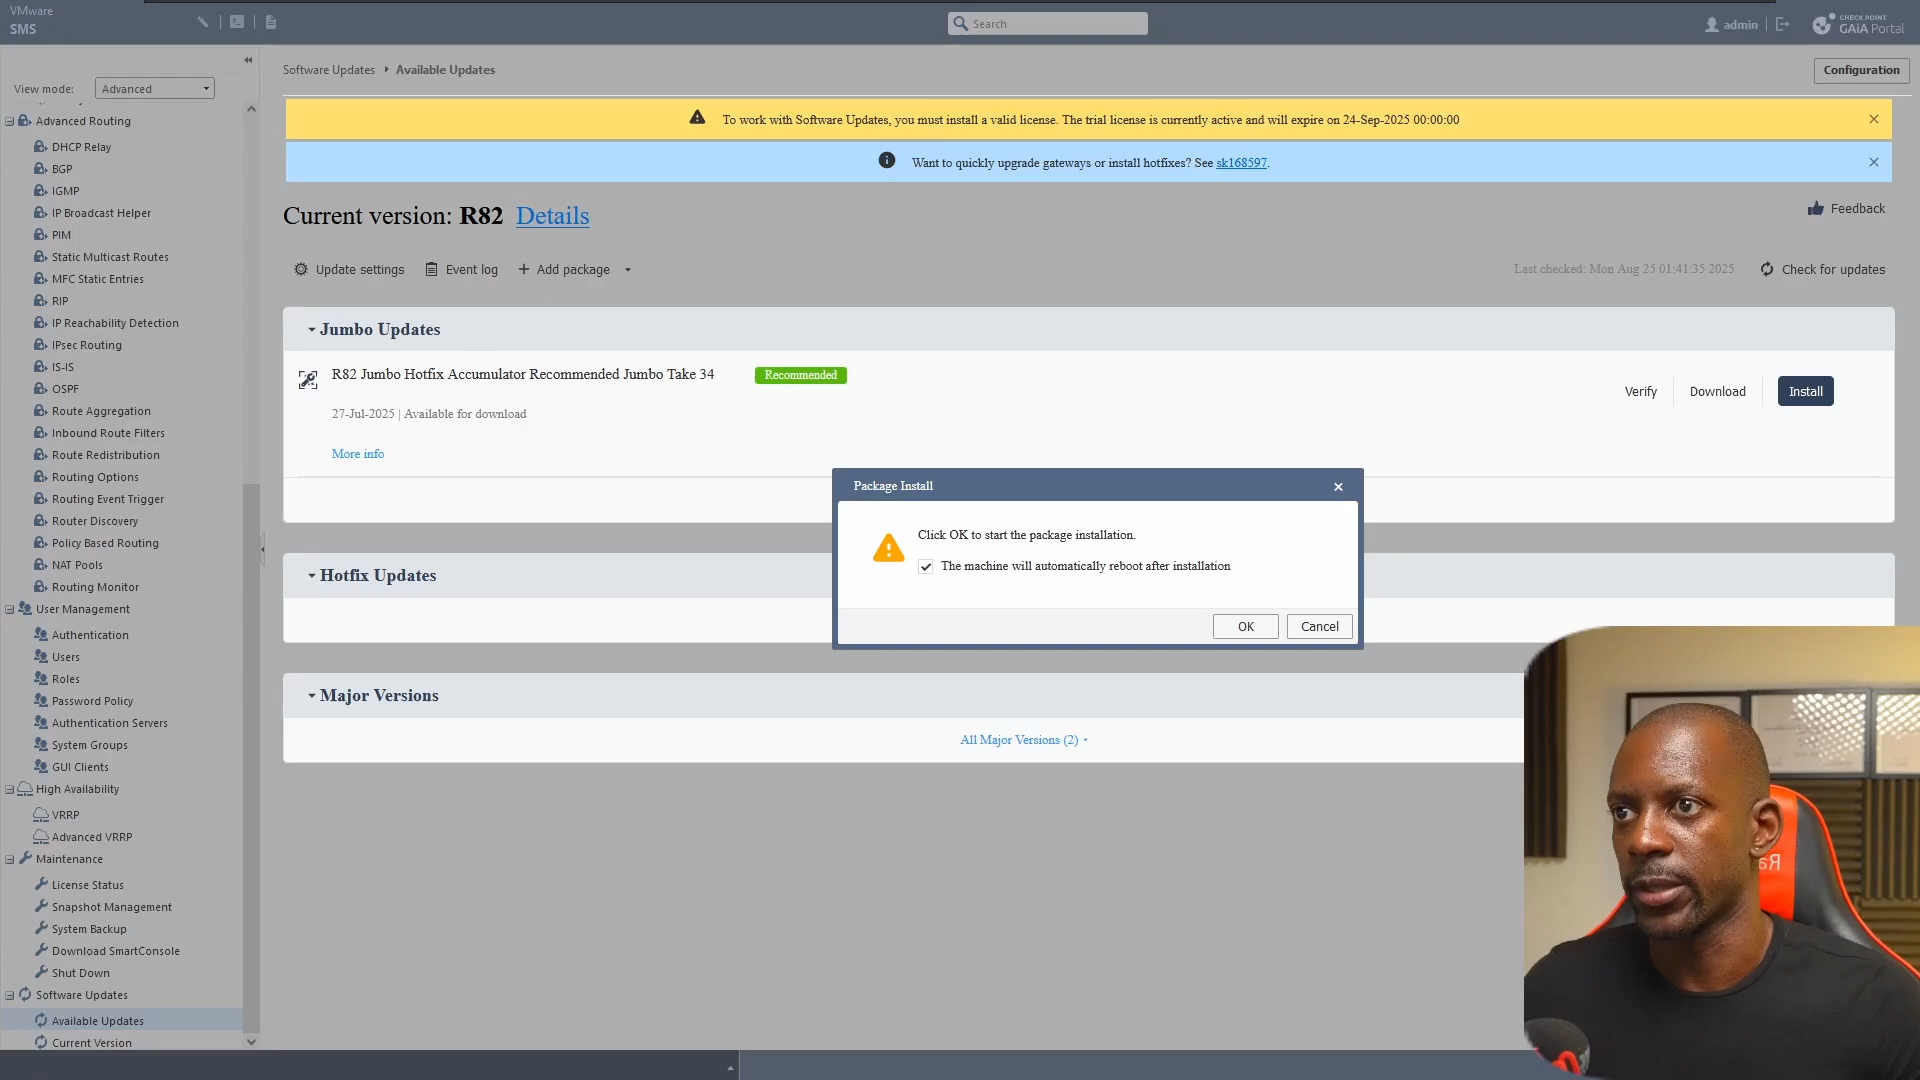 VMware
SMS
Search
admin
CHECK POINT
GAiA Portal
View mode:
Advanced
Advanced Routing
DHCP Relay
BGP
IGMP
IP Broadcast Helper
PIM
Static Multicast Routes
MFC Static Entries
RIP
IP Reachability Detection
IPsec Routing
IS-IS
OSPF
Route Aggregation
Inbound Route Filters
Route Redistribution
Routing Options
Routing Event Trigger
Router Discovery
Policy Based Routing
NAT Pools
Routing Monitor
User Management
Authentication
Users
Roles
Password Policy
Authentication Servers
System Groups
GUI Clients
High Availability
VRRP
Advanced VRRP
Maintenance
License Status
Snapshot Management
System Backup
Download SmartConsole
Shut Down
Software Updates
Available Updates
Current Version
Software Updates Available Updates
Configuration
To work with Software Updates, you must install a valid license. The trial license is currently active and will expire on 24-Sep-2025 00:00:00
Want to quickly upgrade gateways or install hotfixes? See sk168597.
Current version: R82 Details
Feedback
Update settings Event log + Add package
Last checked: Mon Aug 25 01:41:35 2025 Check for updates
Jumbo Updates
R82 Jumbo Hotfix Accumulator Recommended Jumbo Take 34 Recommended
27-Jul-2025 | Available for download
More info
Verify Download Install
Package Install
Click OK to start the package installation.
The machine will automatically reboot after installation
OK Cancel
Hotfix Updates
Major Versions
All Major Versions (2)